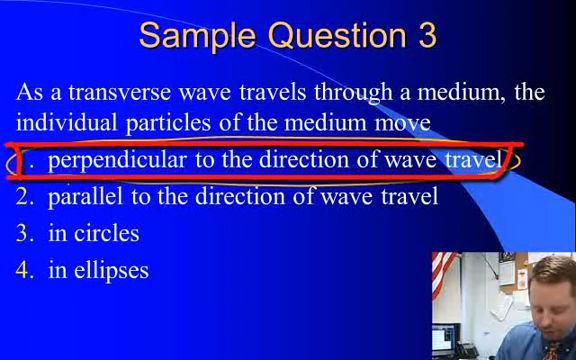 Sample Question 3
As a transverse wave travels through a medium, the
individual particles of the medium move
1. perpendicular to the direction of wave travel
2. parallel to the direction of wave travel
3. in circles
4. in ellipses